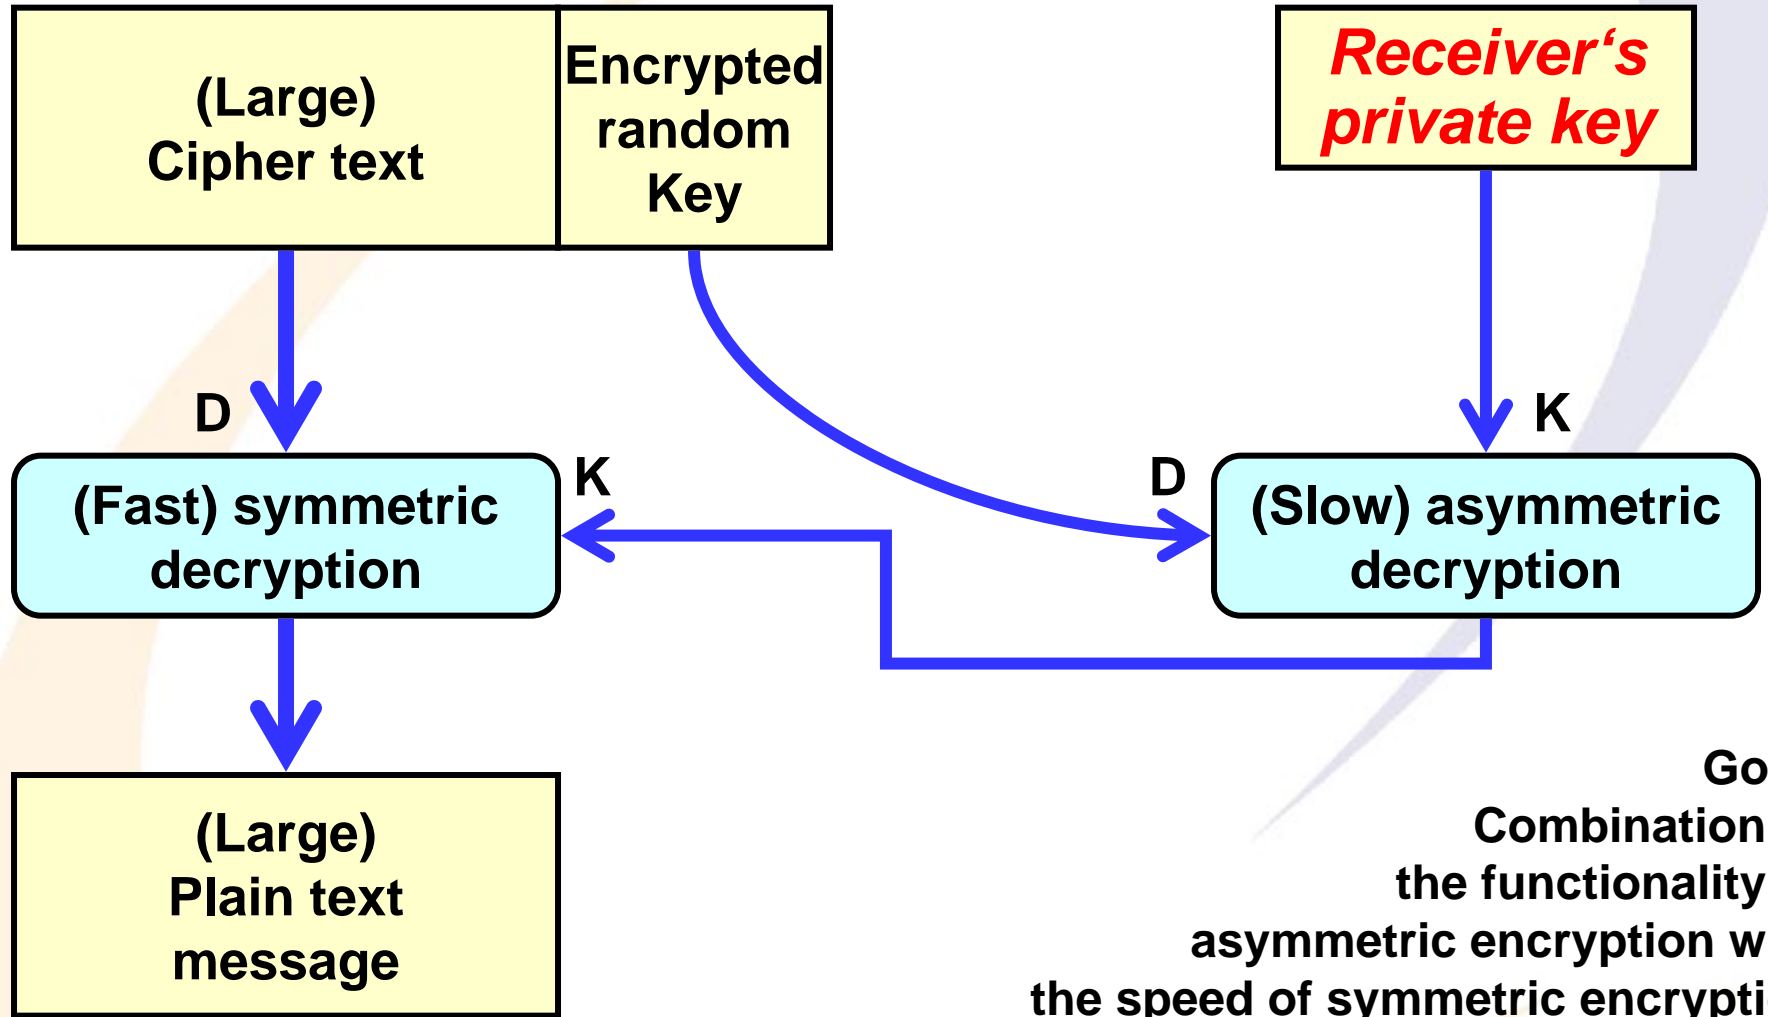 (Large)
Cipher text
Encrypted
random
Key
Receiver‘s
private key
D
K
(Fast) symmetric
decryption
K
D
(Slow) asymmetric
decryption
(Large)
Plain text
message
Go
Combination
the functionality
asymmetric encryption w
the speed of symmetric encrypti